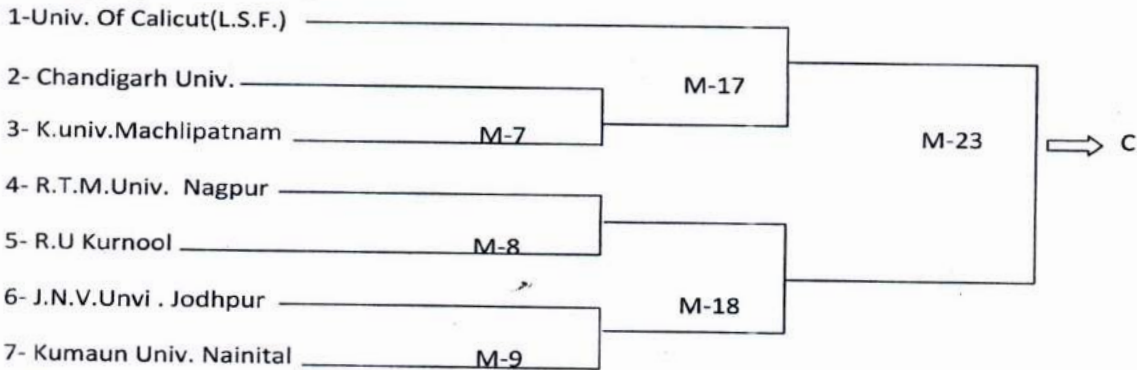 1-Univ. Of Calicut(L.S.F.)
2- Chandigarh Univ.
M-17
3- K.univ.Machlipatnam
M-7
M-23
C
4- R.T.M.Univ. Nagpur
5- R.U Kurnool
M-8
6- J.N.V.Unvi . Jodhpur
M-18
7- Kumaun Univ. Nainital
M-9